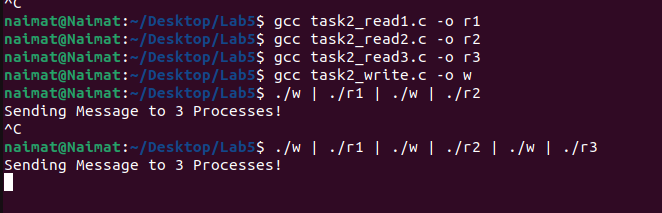 ^C
naimat@Naimat:~/Desktop/Lab5$ gcc task2_read1.c -o r1
naimat@Naimat:~/Desktop/Lab5$ gcc task2_read2.c -o r2
naimat@Naimat:~/Desktop/Lab5$ gcc task2_read3.c -o r3
naimat@Naimat:~/Desktop/Lab5$ gcc task2_write.c -o w
naimat@Naimat:~/Desktop/Lab5$ ./w | ./r1 | ./w | ./r2
Sending Message to 3 Processes!
^C
naimat@Naimat:~/Desktop/Lab5$ ./w | ./r1 | ./w | ./r2 | ./w | ./r3
Sending Message to 3 Processes!